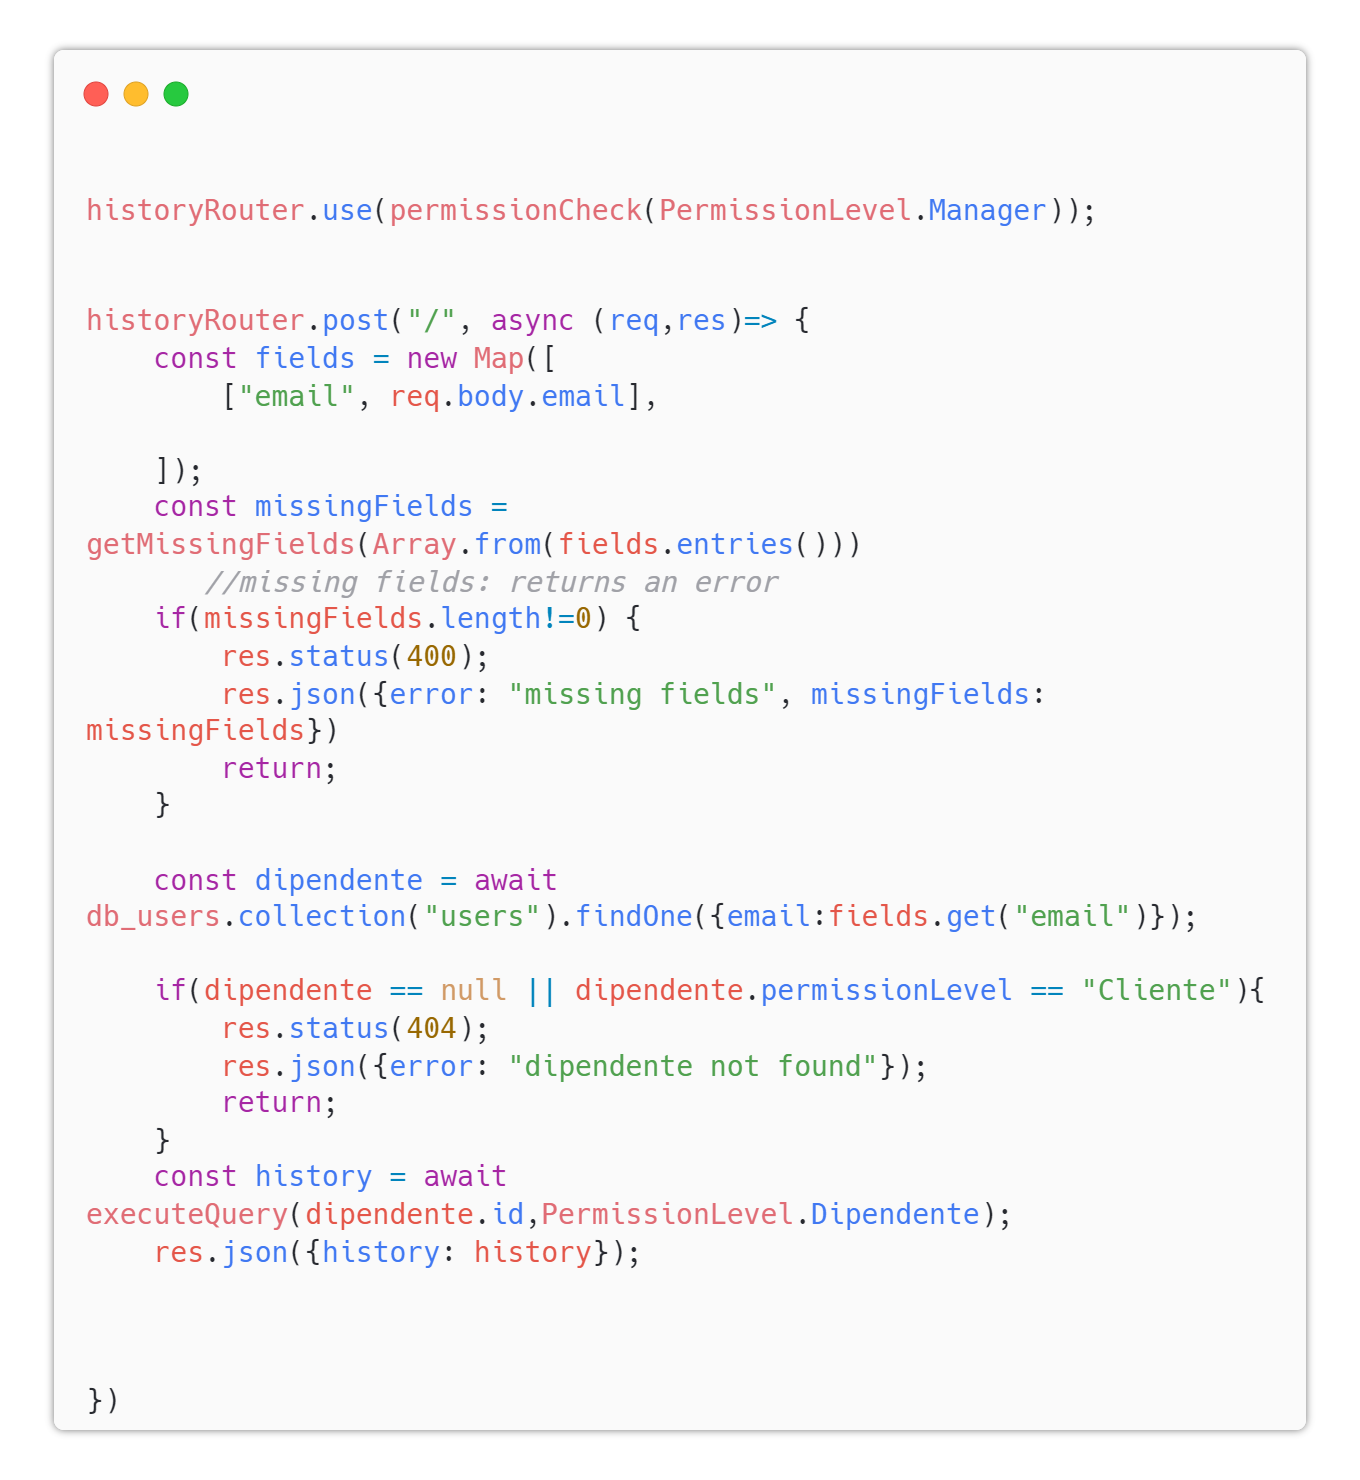 historyRouter.use(permissionCheck(PermissionLevel.Manager));
historyRouter.post("/", async (req,res)=> {
    const fields = new Map([
        ["email", req.body.email],
    ]);
    const missingFields =
getMissingFields(Array.from(fields.entries()))
       //missing fields: returns an error
    if(missingFields.length!=0) {
        res.status(400);
        res.json({error: "missing fields", missingFields:
missingFields})
        return;
    }
    const dipendente = await
db_users.collection("users").findOne({email:fields.get("email")});
    if(dipendente == null || dipendente.permissionLevel == "Cliente"){
        res.status(404);
        res.json({error: "dipendente not found"});
        return;
    }
    const history = await
executeQuery(dipendente.id,PermissionLevel.Dipendente);
    res.json({history: history});
})